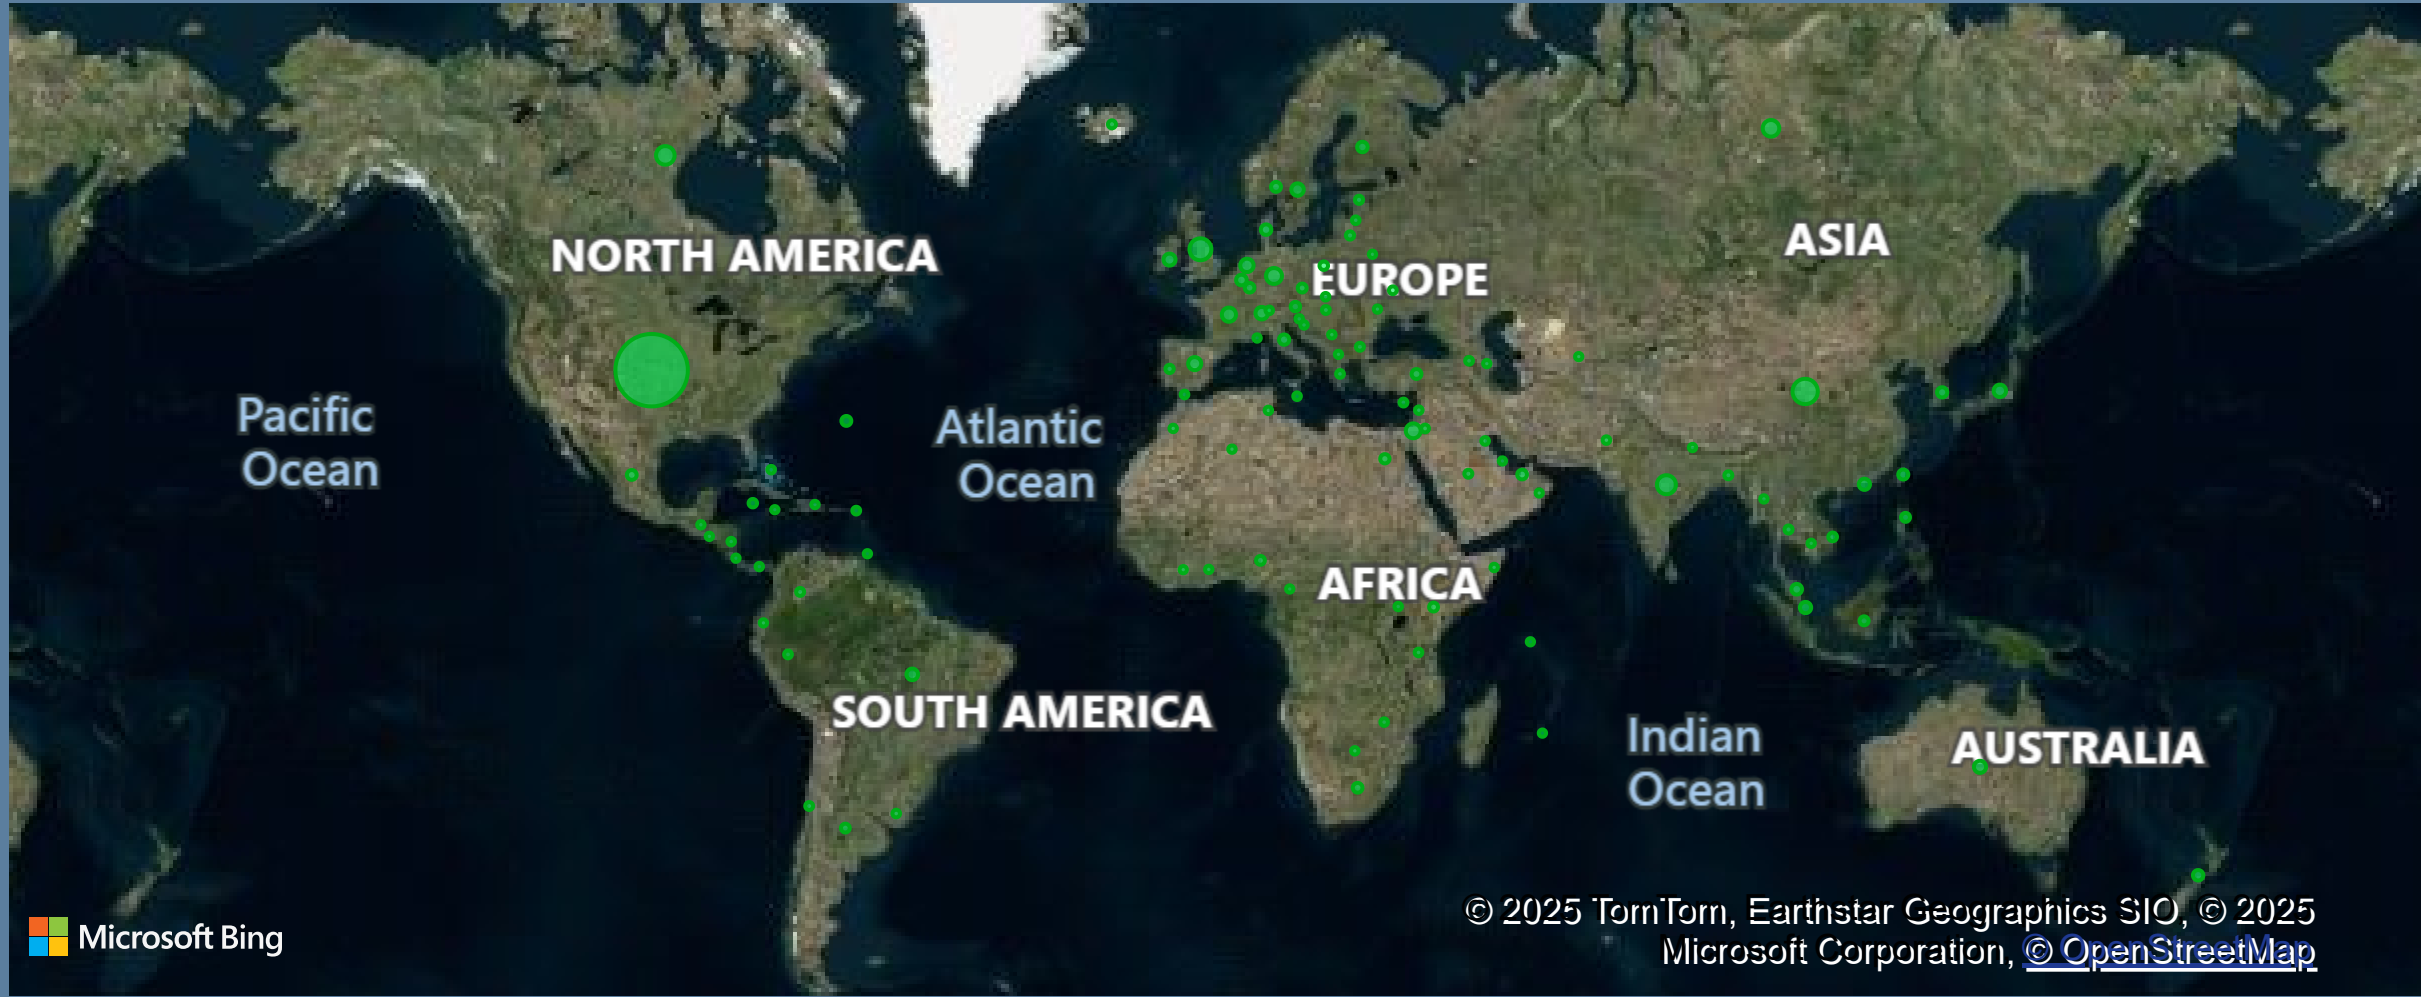 NORTH AMERICA
ASIA
EUROPE
Pacific
Ocean
Atlantic
Ocean
AFRICA
SOUTH AMERICA
Indian
Ocean
AUSTRALIA
© 2025 TomTom, Earthstar Geographics SIO, © 2025
Microsoft Corporation, © OpenStreetMap
Microsoft Bing